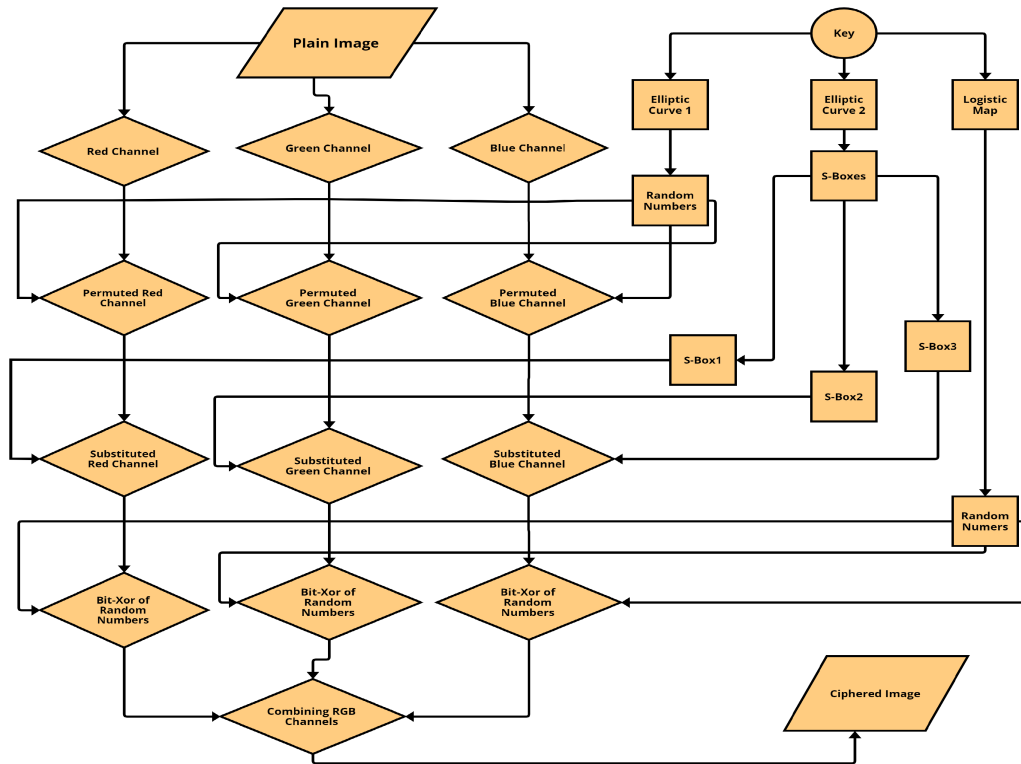 Plain Image
Key
Elliptic
Curve 1
Elliptic
Curve 2
Logistic
Map
Red Channel
Green Channel
Blue Channel
S-Boxes
Random
Numbers
Permuted Red
Channel
Permuted
Green Channel
Permuted
Blue Channel
S-Box1
S-Box3
S-Box2
Substituted
Red Channel
Substituted
Green Channel
Substituted
Blue Channel
Random
Numers
Bit-Xor of
Random
Numbers
Bit-Xor of
Random
Numbers
Bit-Xor of
Random
Numbers
Combining RGB
Channels
Ciphered Image